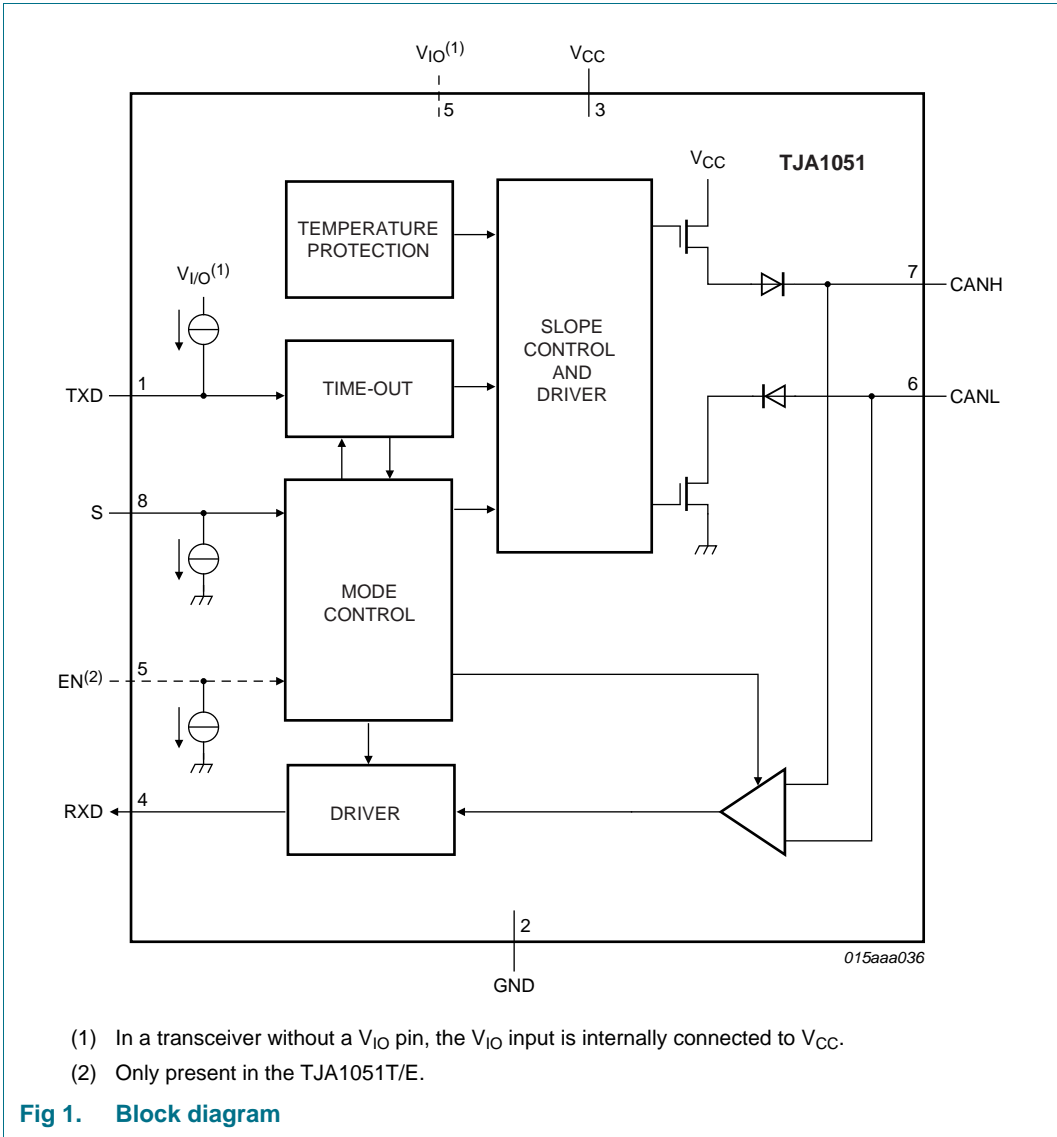 VIO(1)
VCC
5
3
VCC
TJA1051
TEMPERATURE
PROTECTION
VI/O(1)
7
CANH
SLOPE
CONTROL
AND
DRIVER
TXD
1
TIME-OUT
6
CANL
S
8
MODE
CONTROL
EN(2)
5
RXD
4
DRIVER
2
015aaa036
GND
(1) In a transceiver without a VIO pin, the VIO input is internally connected to VCC.
(2) Only present in the TJA1051T/E.
Fig 1. Block diagram